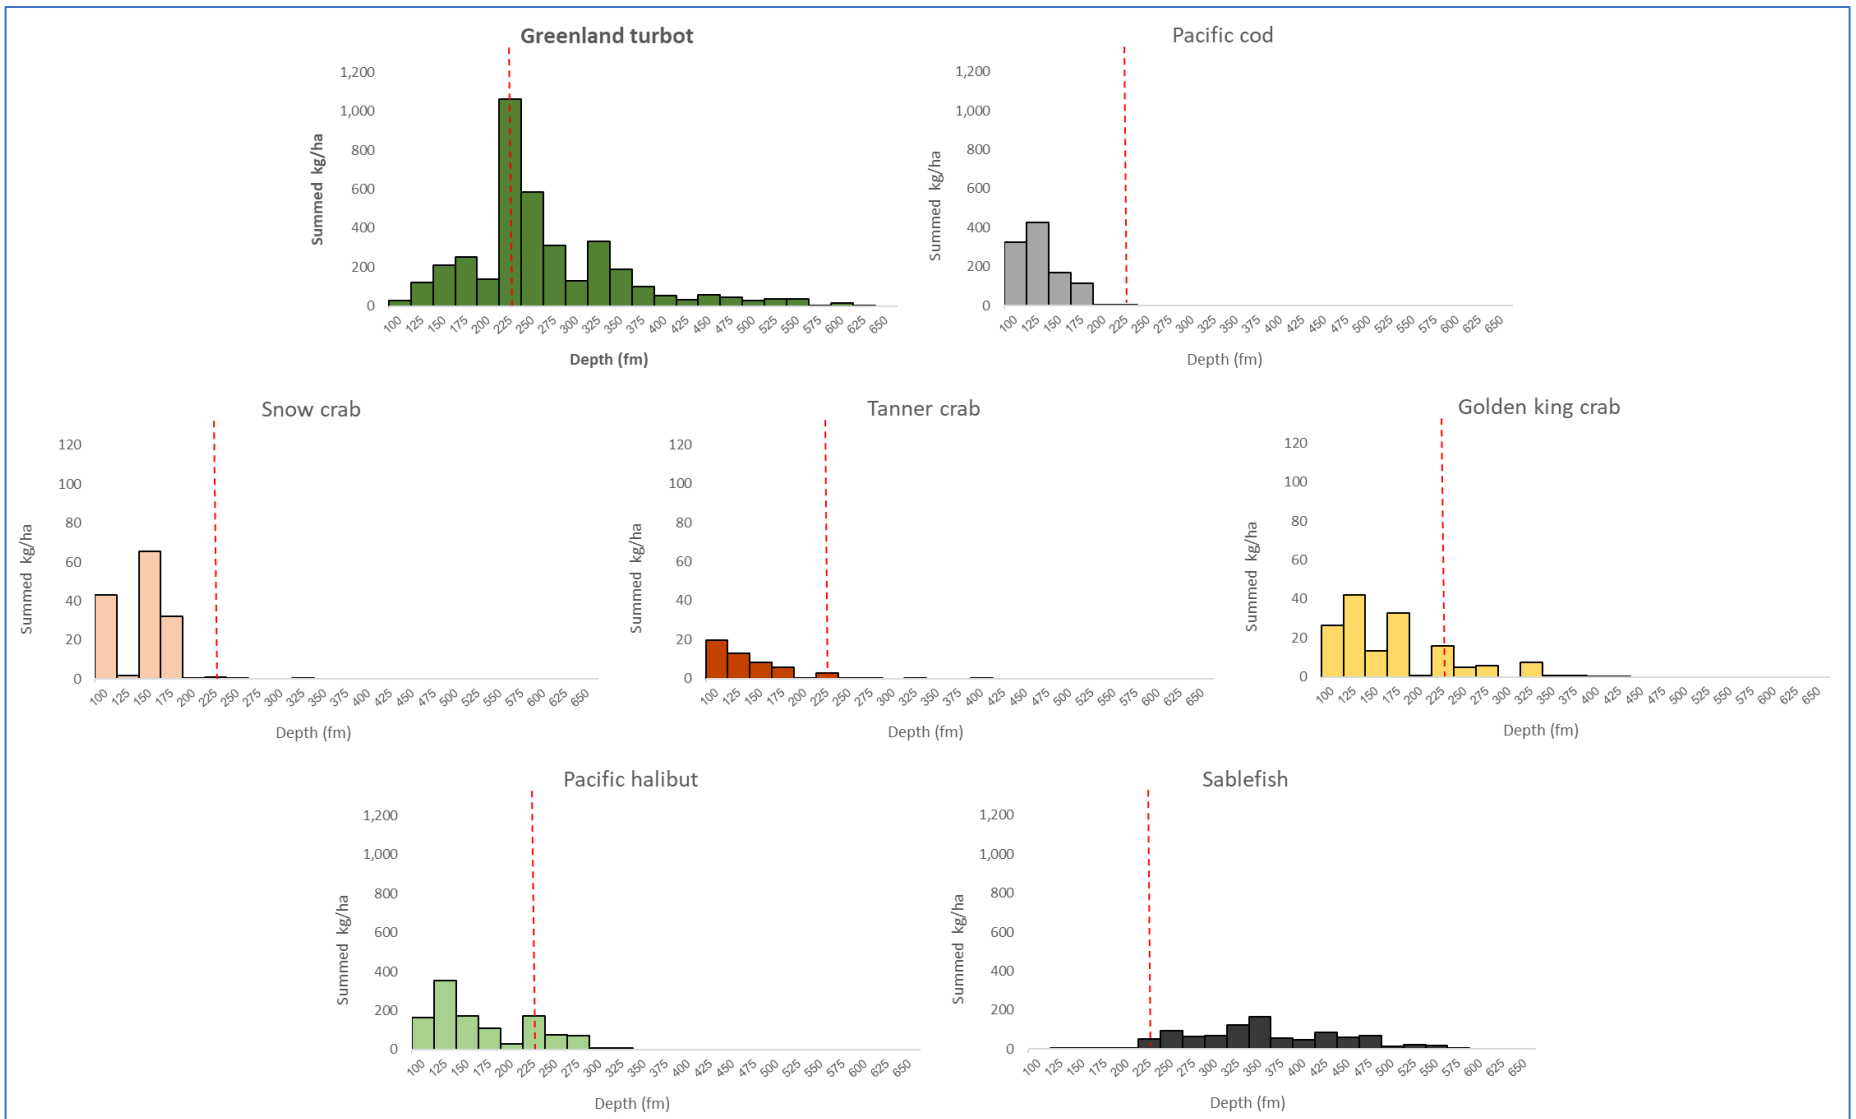 Greenland turbot
1,200
1,000
800
600
400
200
0
Summed kg/ha
100 125 150 175 200 225 250 275 300 325 350 375 400 425 450 475 500 525 550 575 600 625 650
Depth (fm)
Pacific cod
1,200
1,000
800
600
400
200
0
Summed kg/ha
100 125 150 175 200 225 250 275 300 325 350 375 400 425 450 475 500 525 550 575 600 625 650
Depth (fm)
Snow crab
120
100
80
60
40
20
0
Summed kg/ha
100 125 150 175 200 225 250 275 300 325 350 375 400 425 450 475 500 525 550 575 600 625 650
Depth (fm)
Tanner crab
120
100
80
60
40
20
0
Summed kg/ha
100 125 150 175 200 225 250 275 300 325 350 375 400 425 450 475 500 525 550 575 600 625 650
Depth (fm)
Golden king crab
120
100
80
60
40
20
0
Summed kg/ha
100 125 150 175 200 225 250 275 300 325 350 375 400 425 450 475 500 525 550 575 600 625 650
Depth (fm)
Pacific halibut
1,200
1,000
800
600
400
200
0
Summed kg/ha
100 125 150 175 200 225 250 275 300 325 350 375 400 425 450 475 500 525 550 575 600 625 650
Depth (fm)
Sablefish
1,200
1,000
800
600
400
200
0
Summed kg/ha
100 125 150 175 200 225 250 275 300 325 350 375 400 425 450 475 500 525 550 575 600 625 650
Depth (fm)